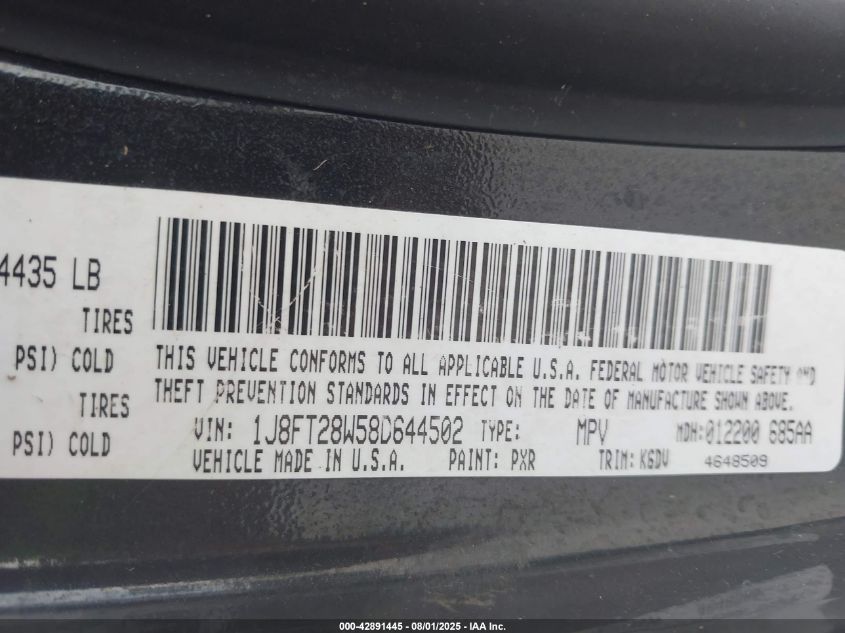 4435 LB
TIRES
PSI) COLD
TIRES
PSI) COLD
THIS VEHICLE CONFORMS TO ALL APPLICABLE U.S.A. FEDERAL MOTOR VEHICLE SAFETY AND
THEFT PREVENTION STANDARDS IN EFFECT ON THE DATE OF MANUFACTURE SHOWN ABOVE.
VIN: 1J8FT28W58D644502 TYPE: MPV MDH:012200 685AA
VEHICLE MADE IN U.S.A. PAINT: PXR TRIM: K6DV 4648509
000-42891445 - 08/01/2025 - IAA Inc.